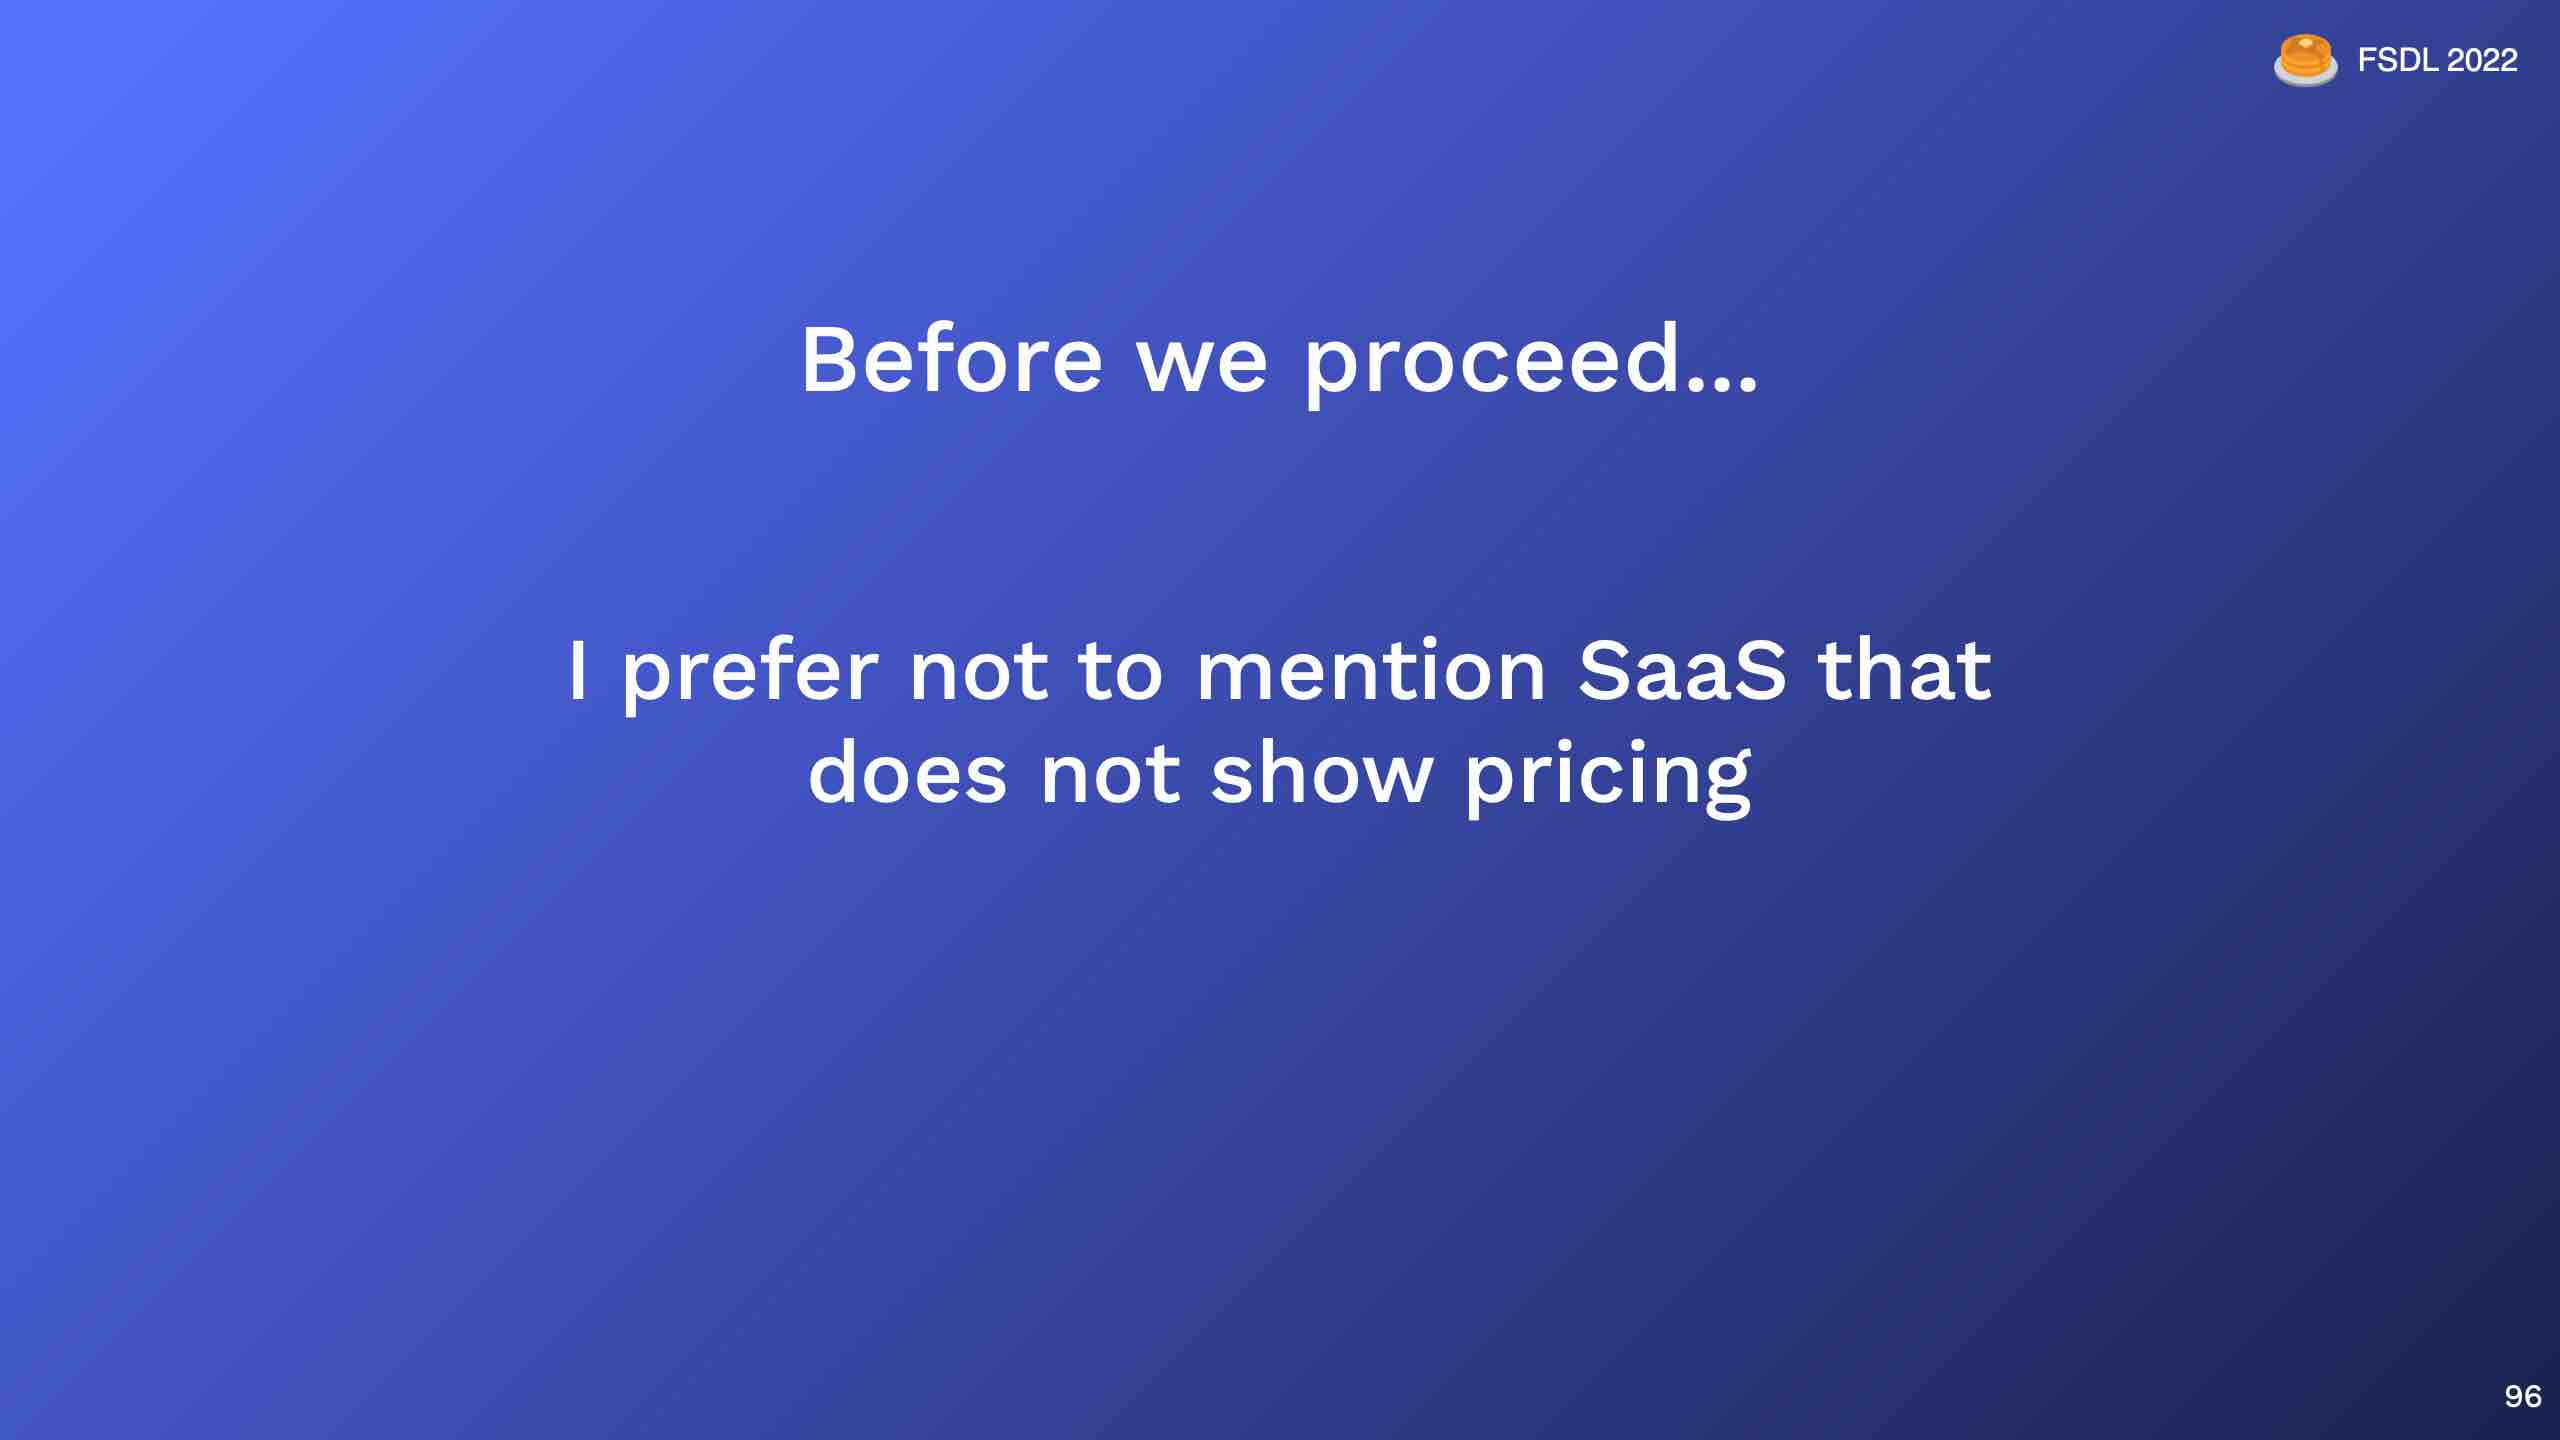 FSDL 2022
Before we proceed...
I prefer not to mention SaaS that
does not show pricing
96